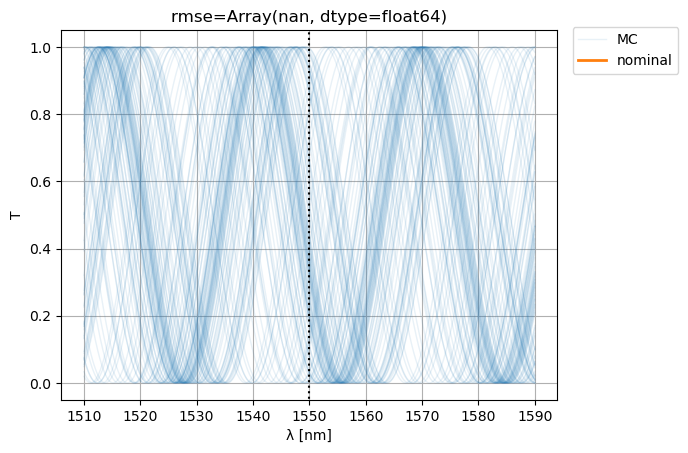 rmse=Array(nan, dtype=float64)
MC
nominal
1.0
0.8
0.6
0.4
0.2
0.0
T
1510 1520 1530 1540 1550 1560 1570 1580 1590
λ [nm]